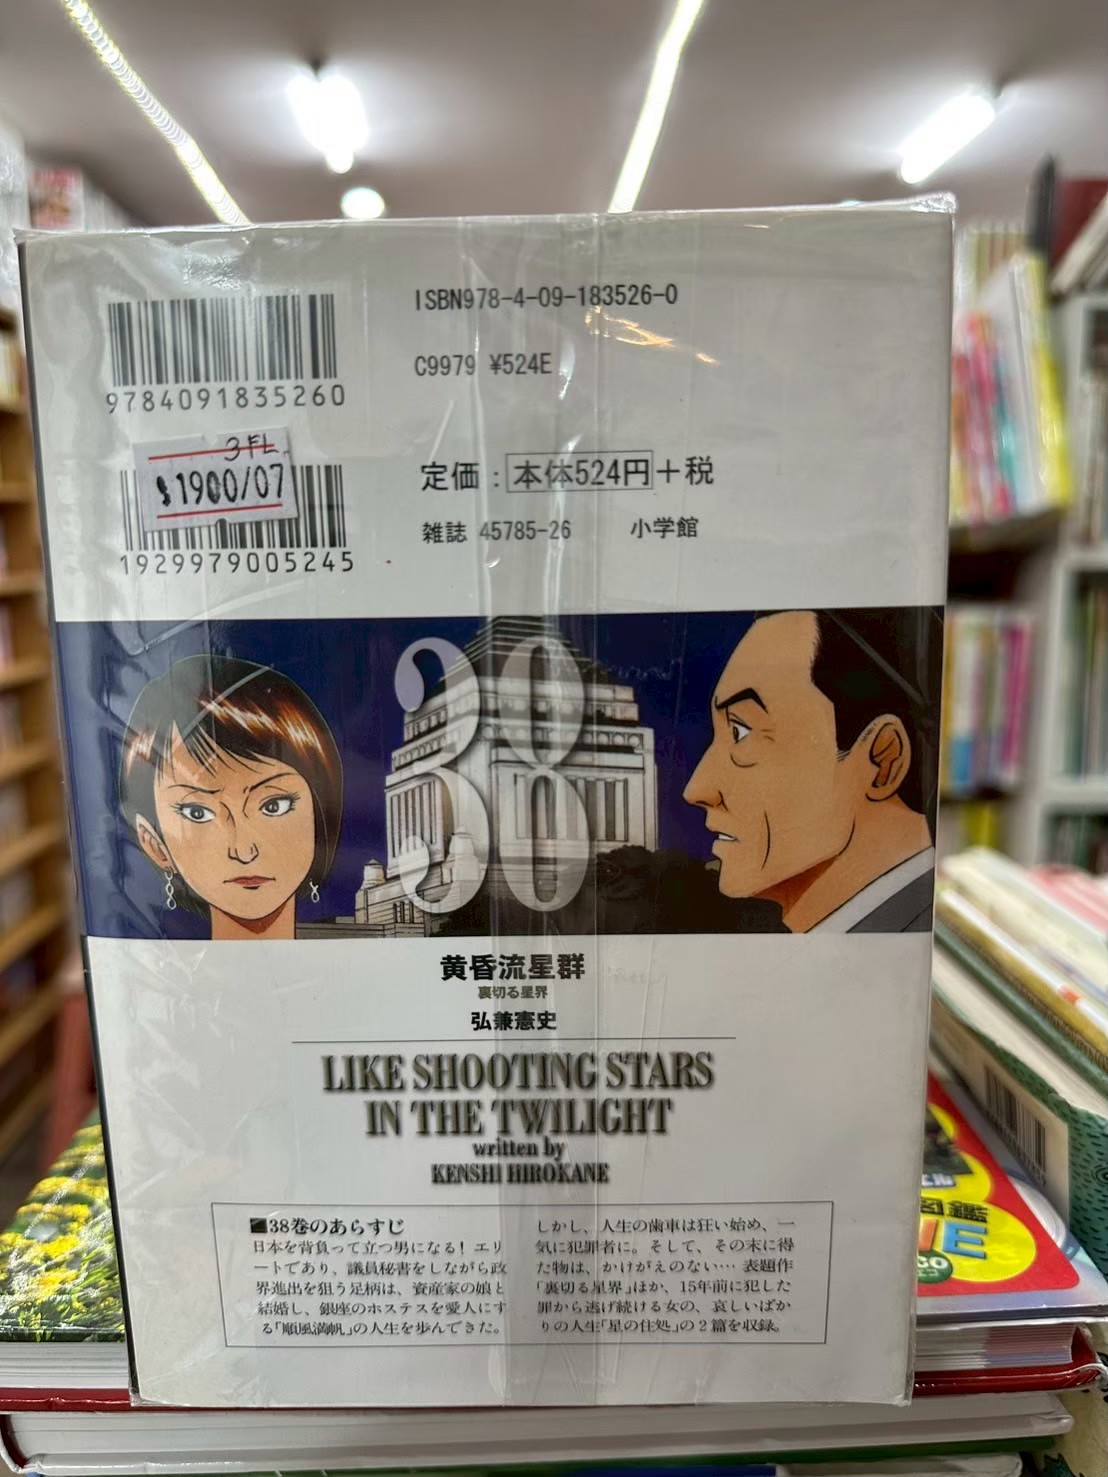 ISBN978-4-09-183526-0
9784091835260
C9979 ¥524E
3FL
$1900/07
定価：本体524円＋税
雑誌 45785-26 小学館
1929979005245
38
黄昏流星群
裏切る星界
弘兼憲史
LIKE SHOOTING STARS
IN THE TWILIGHT
written by
KENSHI HIROKANE
■38巻のあらすじ
日本を背負って立つ男になる！エリ
ートであり、議員秘書をしながら政
界進出を狙う足柄は、資産家の娘と
結婚し、銀座のホステスを愛人にす
る「順風満帆」の人生を歩んできた。
しかし、人生の歯車は狂い始め、一
気に犯罪者に。そして、その末に得
た物は、かけがえのない…表題作
「裏切る星界」ほか、15年前に犯した
罪から逃げ続ける女の、哀しいばか
りの人生「星の住処」の2篇を収録。
図鑑